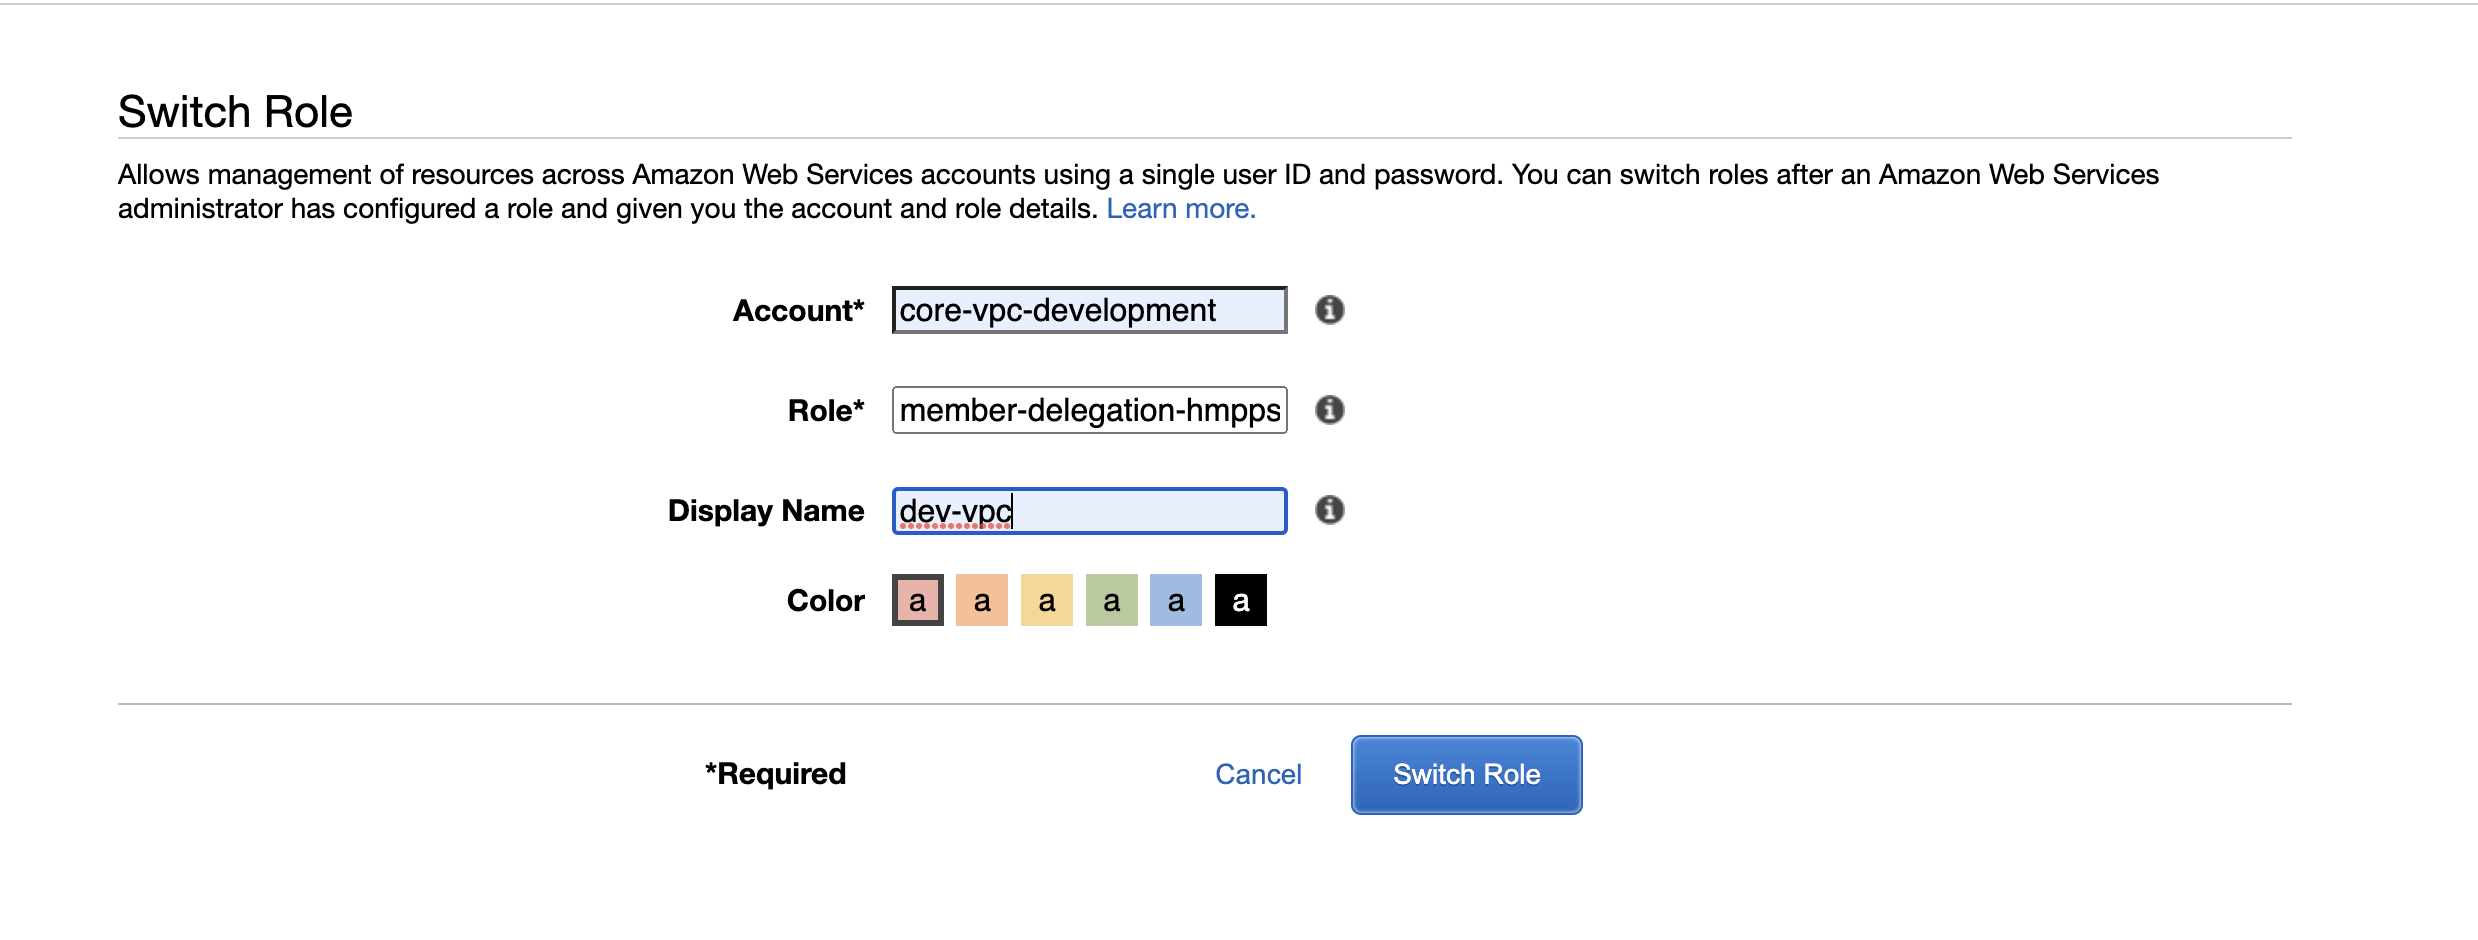 Switch Role
Allows management of resources across Amazon Web Services accounts using a single user ID and password. You can switch roles after an Amazon Web Services
administrator has configured a role and given you the account and role details. Learn more.
Account* core-vpc-development
Role* member-delegation-hmpps
Display Name dev-vpc
Color a a a a a a
*Required Cancel Switch Role